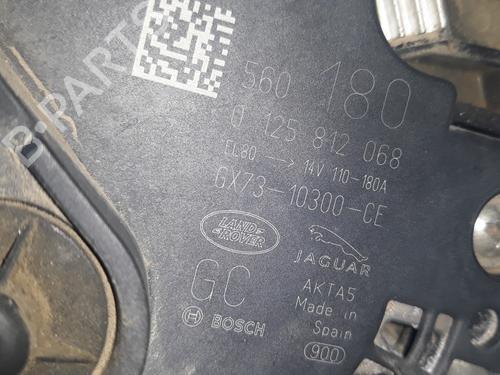 B-PARTS
560 180
0 125 812 068
EL80 ---> 14V 110-180A
GX73-10300-CE
LAND ROVER
JAGUAR
GC
AKTA5
Made in
Spain
BOSCH
900